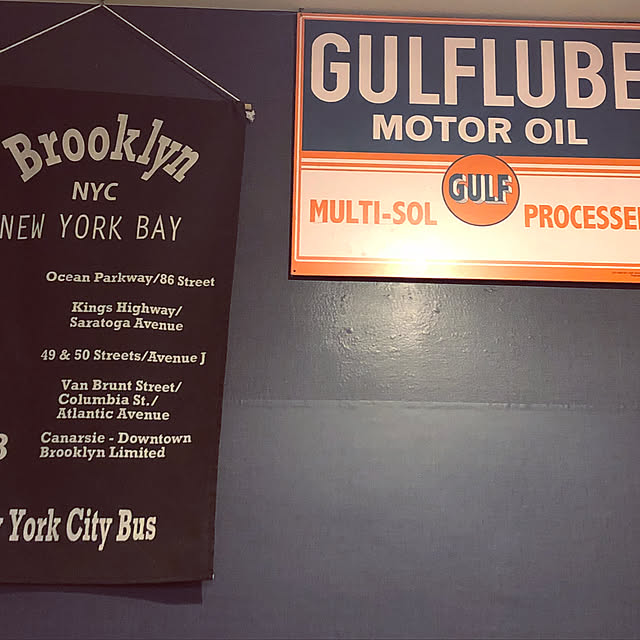 Brooklyn
NYC
NEW YORK BAY
Ocean Parkway/86 Street
Kings Highway/
Saratoga Avenue
49 & 50 Streets/Avenue J
Van Brunt Street/
Columbia St./
Atlantic Avenue
Canarsie - Downtown
Brooklyn Limited
York City Bus
GULFLUBE
MOTOR OIL
GULF
MULTI-SOL PROCESSE